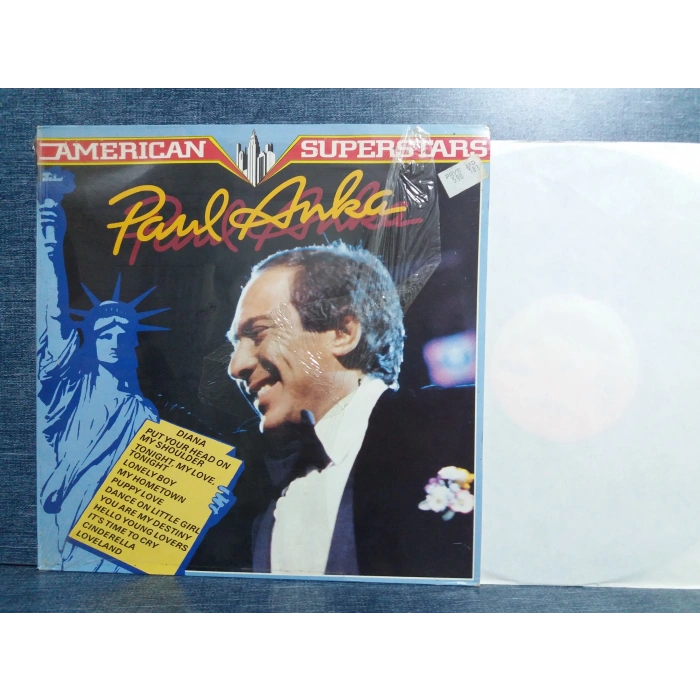 AMERICAN SUPERSTARS
Paul Anka
DIANA
PUT YOUR HEAD ON
MY SHOULDER
TONIGHT, MY LOVE,
TONIGHT
LONELY BOY
MY HOMETOWN
PUPPY LOVE
DANCE ON LITTLE GIRL
YOU ARE MY DESTINY
HELLO YOUNG LOVERS
IT'S TIME TO CRY
CINDERELLA
LOVELAND